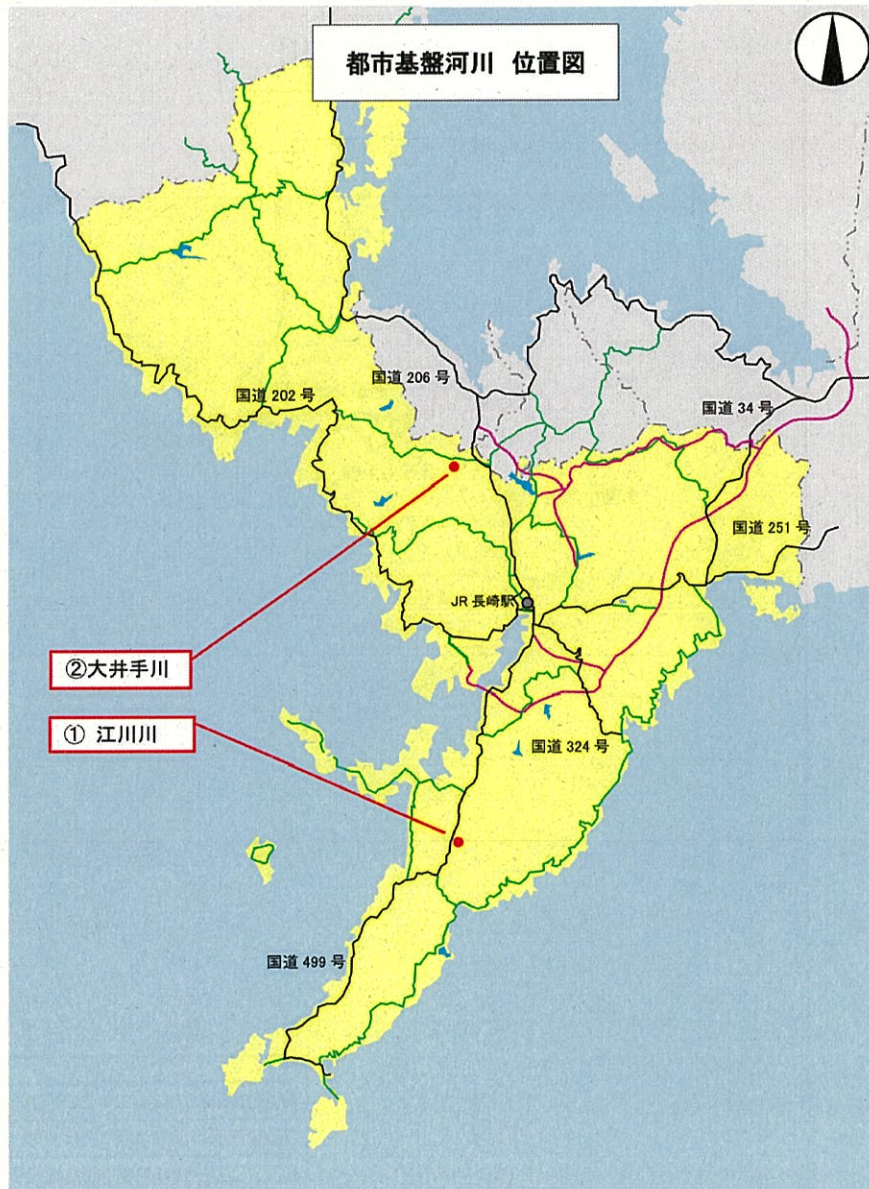 都市基盤河川 位置図
国道 202 号
国道 206 号
国道 34 号
国道 251 号
JR 長崎駅
②大井手川
① 江川川
国道 324 号
国道 499 号